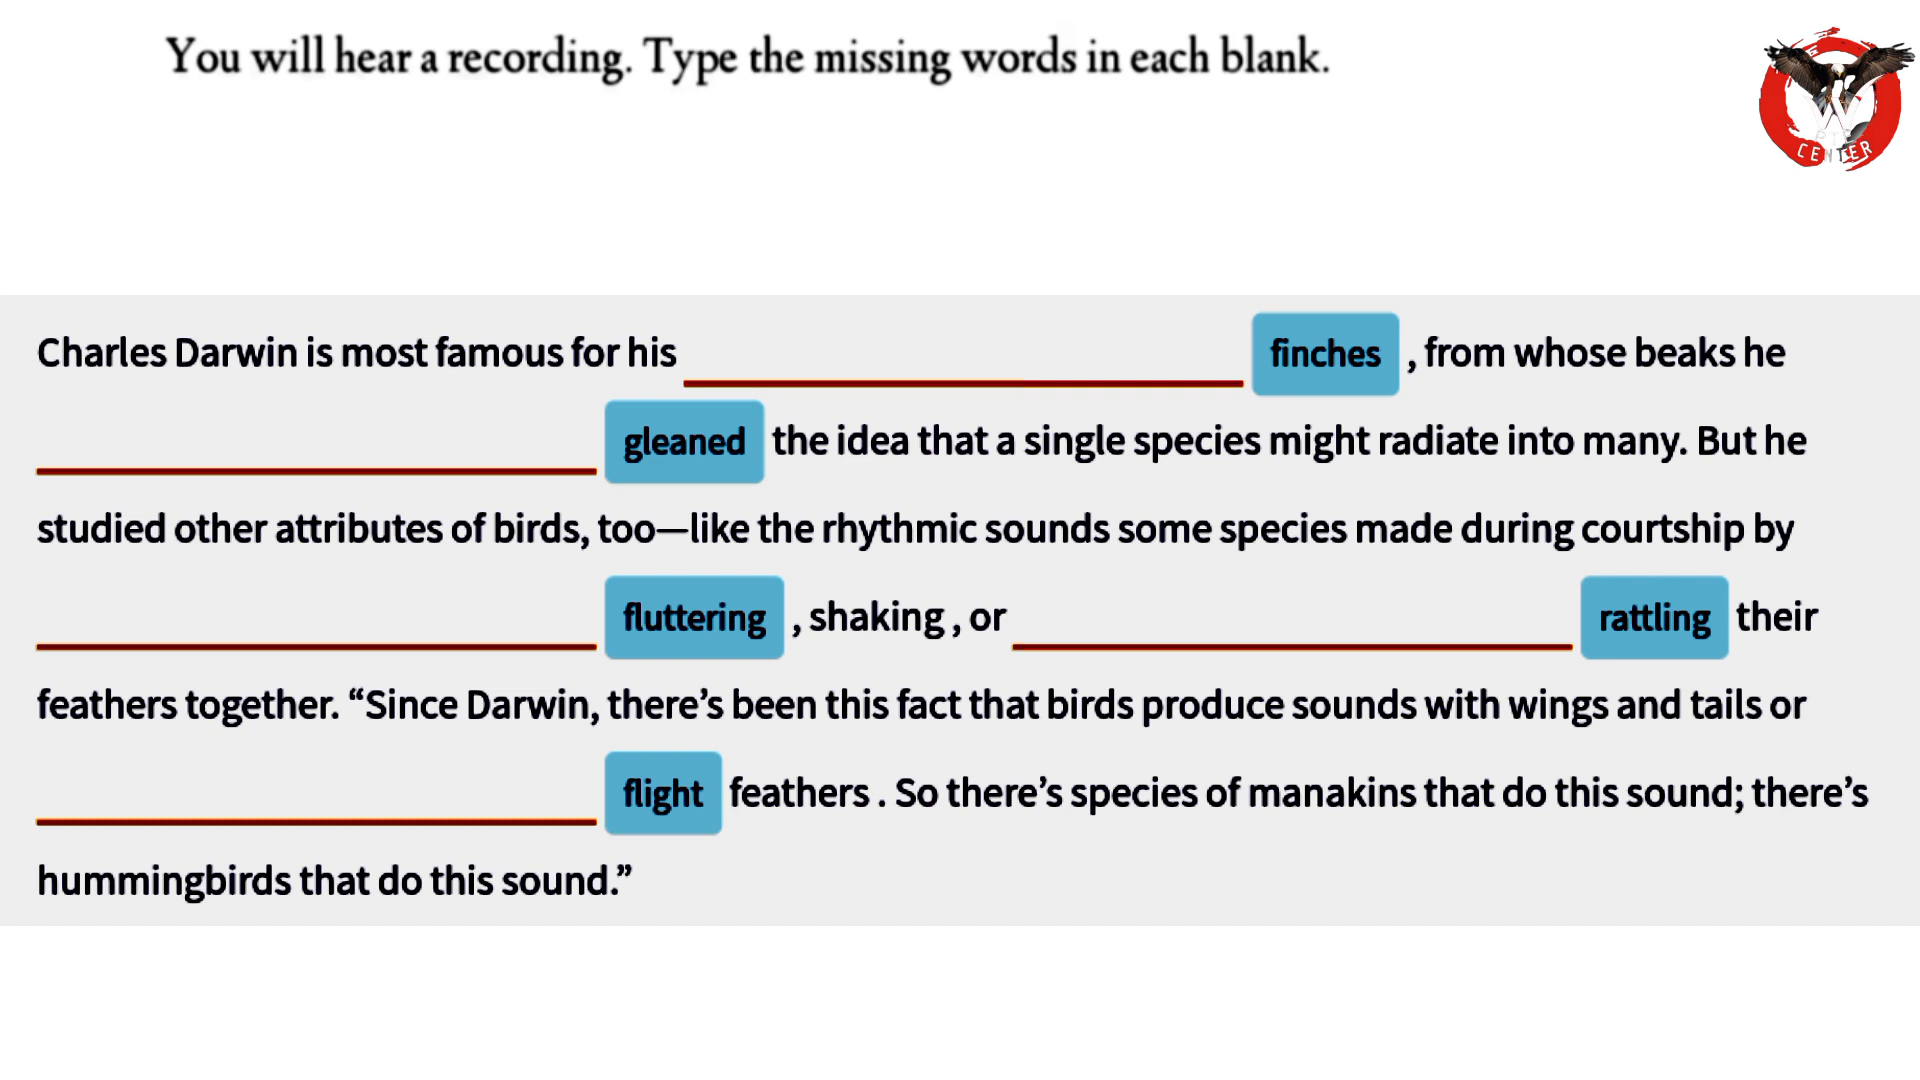 You will hear a recording. Type the missing words in each blank.
CENTER
Charles Darwin is most famous for his finches , from whose beaks he
gleaned the idea that a single species might radiate into many. But he
studied other attributes of birds, too—like the rhythmic sounds some species made during courtship by
fluttering , shaking , or rattling their
feathers together. “Since Darwin, there’s been this fact that birds produce sounds with wings and tails or
flight feathers . So there’s species of manakins that do this sound; there’s
hummingbirds that do this sound.”